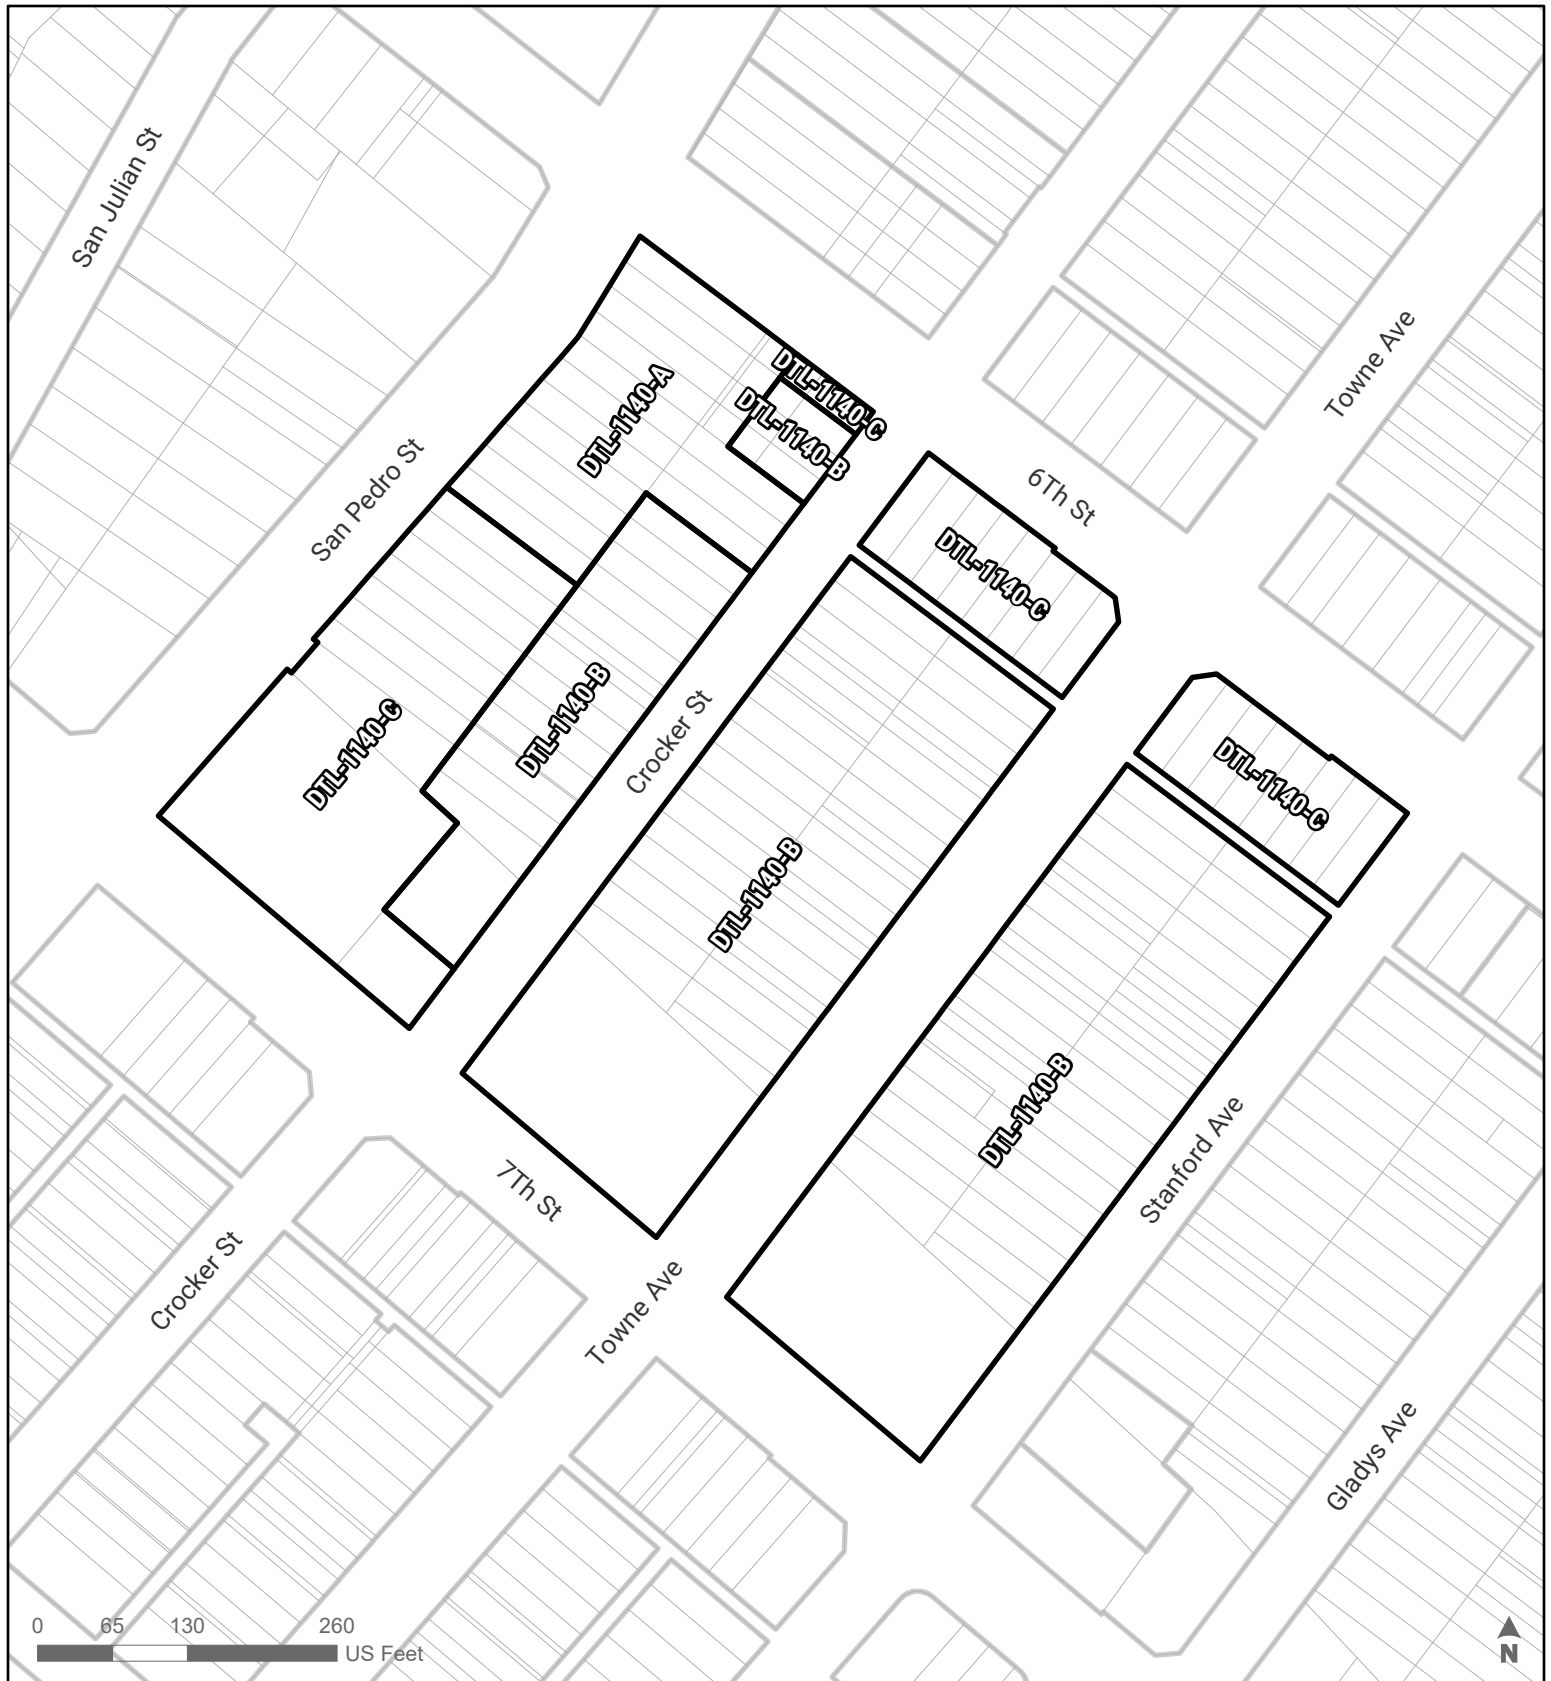 San Julian St
Towne Ave
DTL-1140-C
DTL-1140-A
DTL-1140-B
San Pedro St
6Th St
DTL-1140-C
DTL-1140-B
Crocker St
DTL-1140-C
DTL-1140-C
DTL-1140-B
DTL-1140-B
Stanford Ave
7Th St
Crocker St
Towne Ave
Gladys Ave
0 65 130 260
US Feet
N